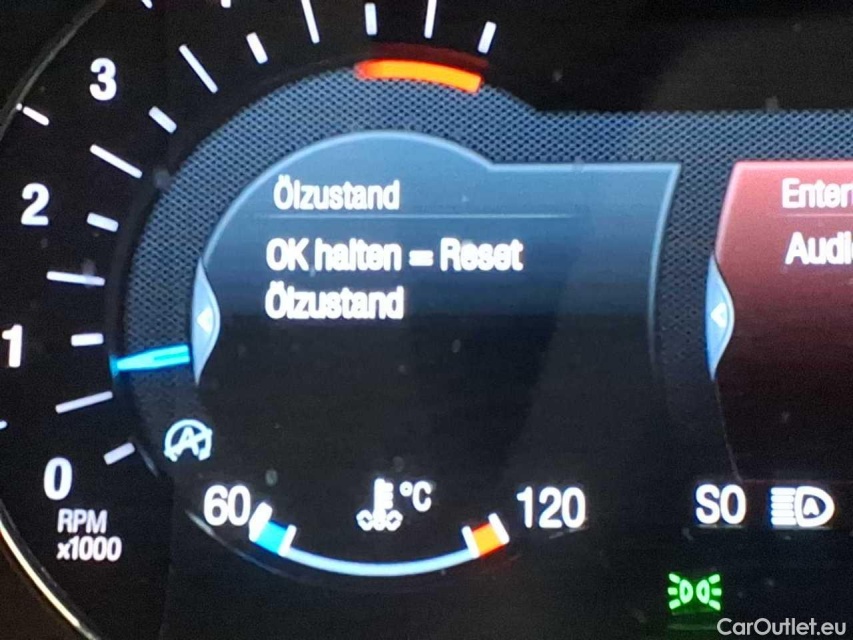 3
2
1
0
RPM
x1000
Ölzustand
OK halten = Reset
Ölzustand
60
°C
120
Enter
Audi
SO
A
A
CarOutlet.eu